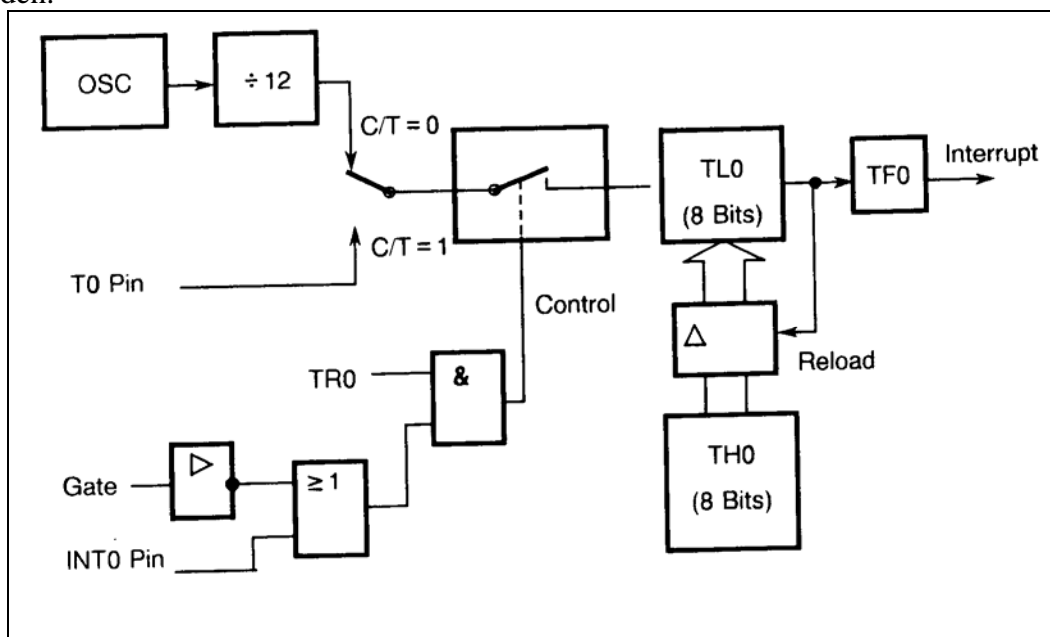 den.
OSC
÷ 12
C/T = 0
C/T = 1
T0 Pin
TL0
(8 Bits)
TF0
Interrupt
Control
Reload
TR0
&
TH0
(8 Bits)
Gate
≥ 1
INT0 Pin